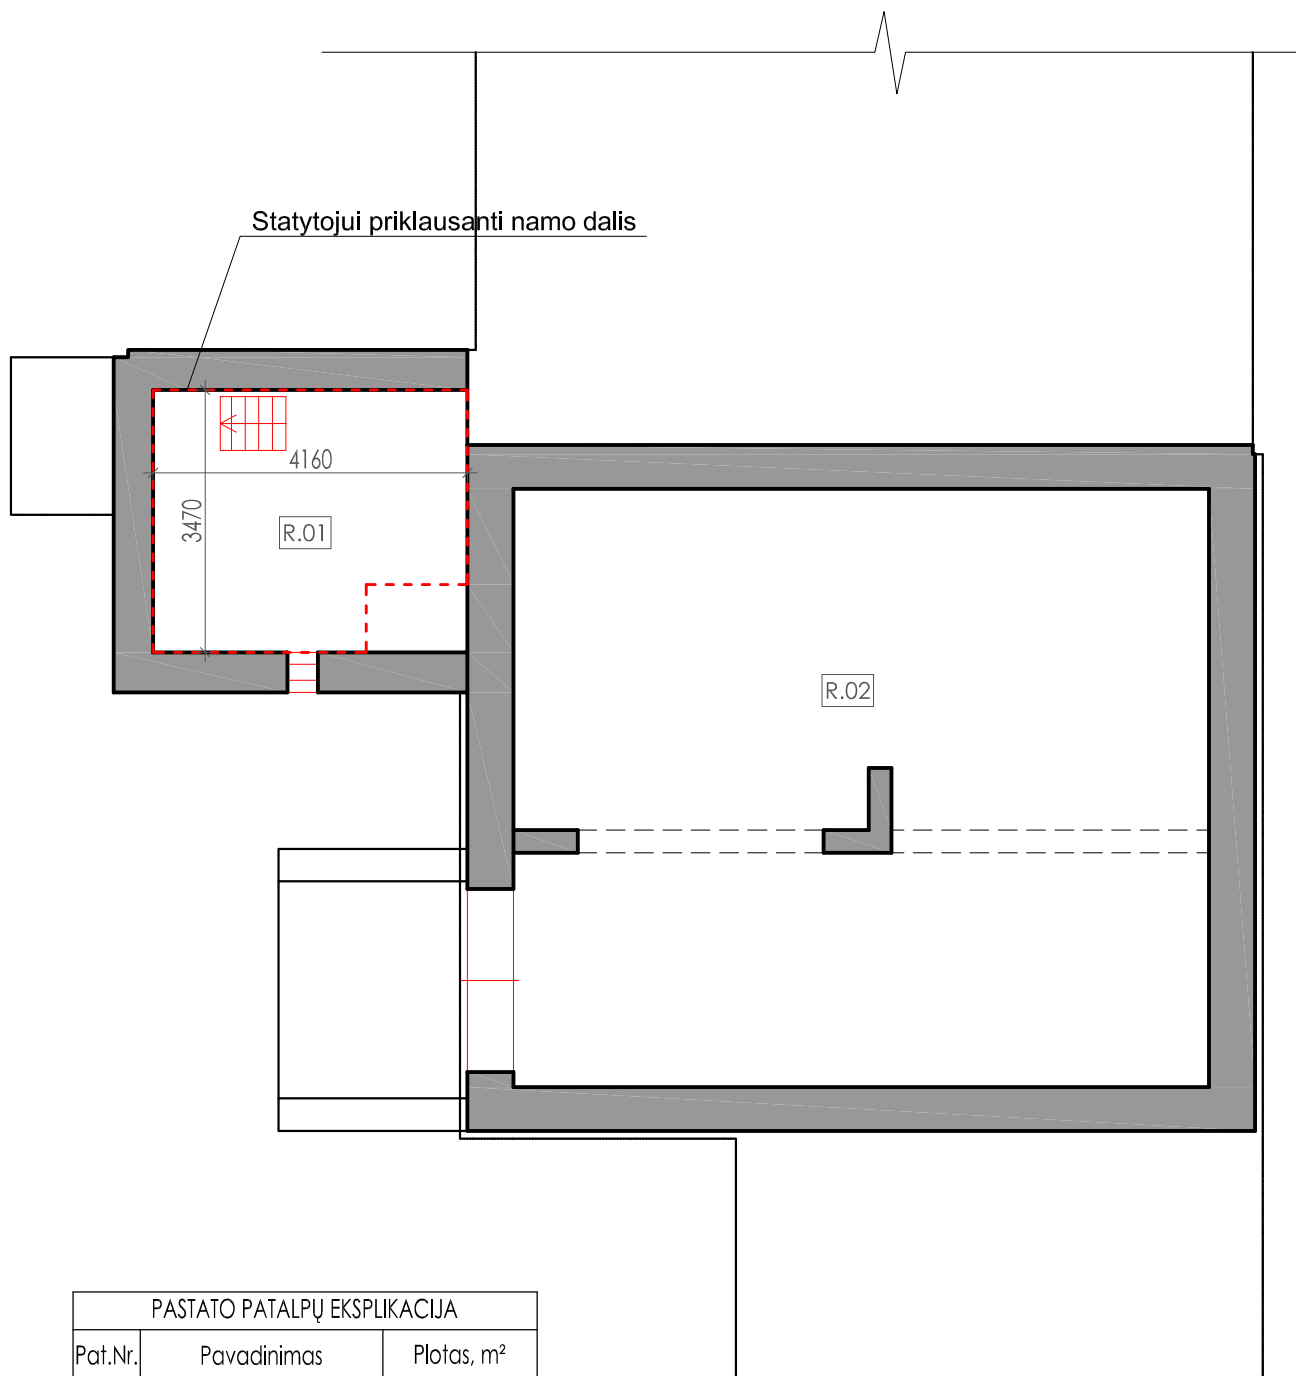 Statytojui priklausanti namo dalis
4160
3470
R.01
R.02
PASTATO PATALPŲ EKSPLIKACIJA
Pat.Nr. Pavadinimas Plotas, m²